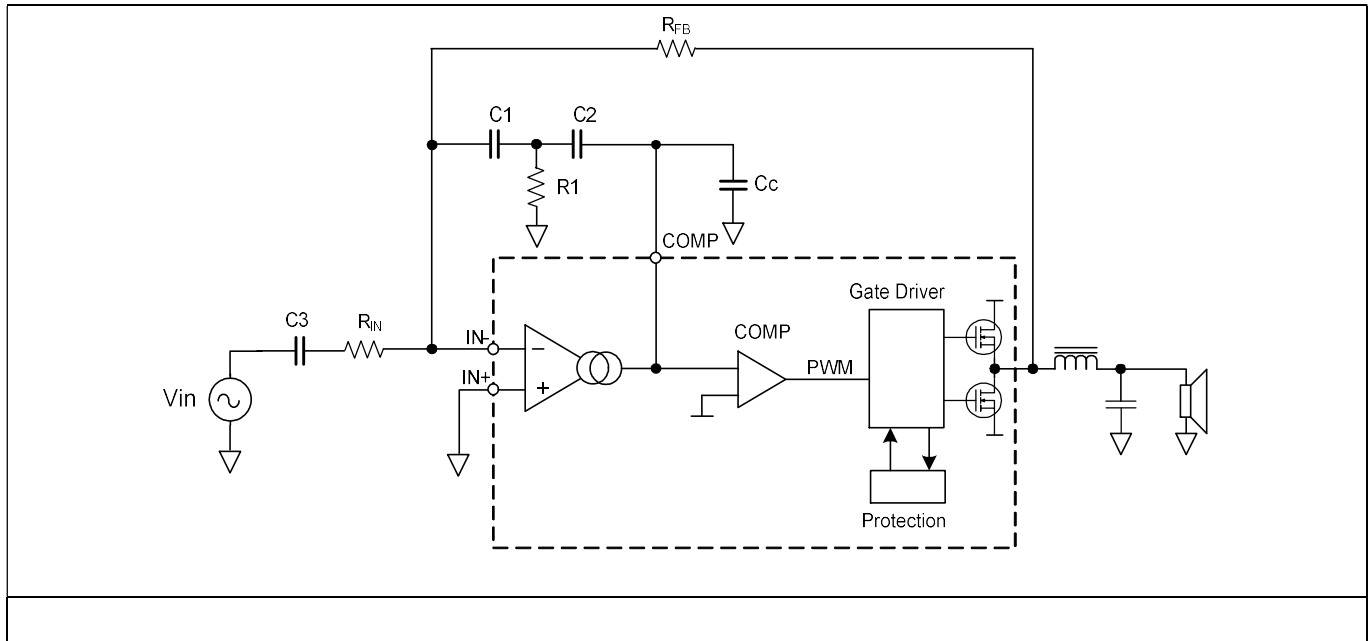 RFB
C1
C2
R1
Cc
COMP
Gate Driver
C3
RIN
IN-
COMP
IN+
PWM
Vin
−
+
Protection